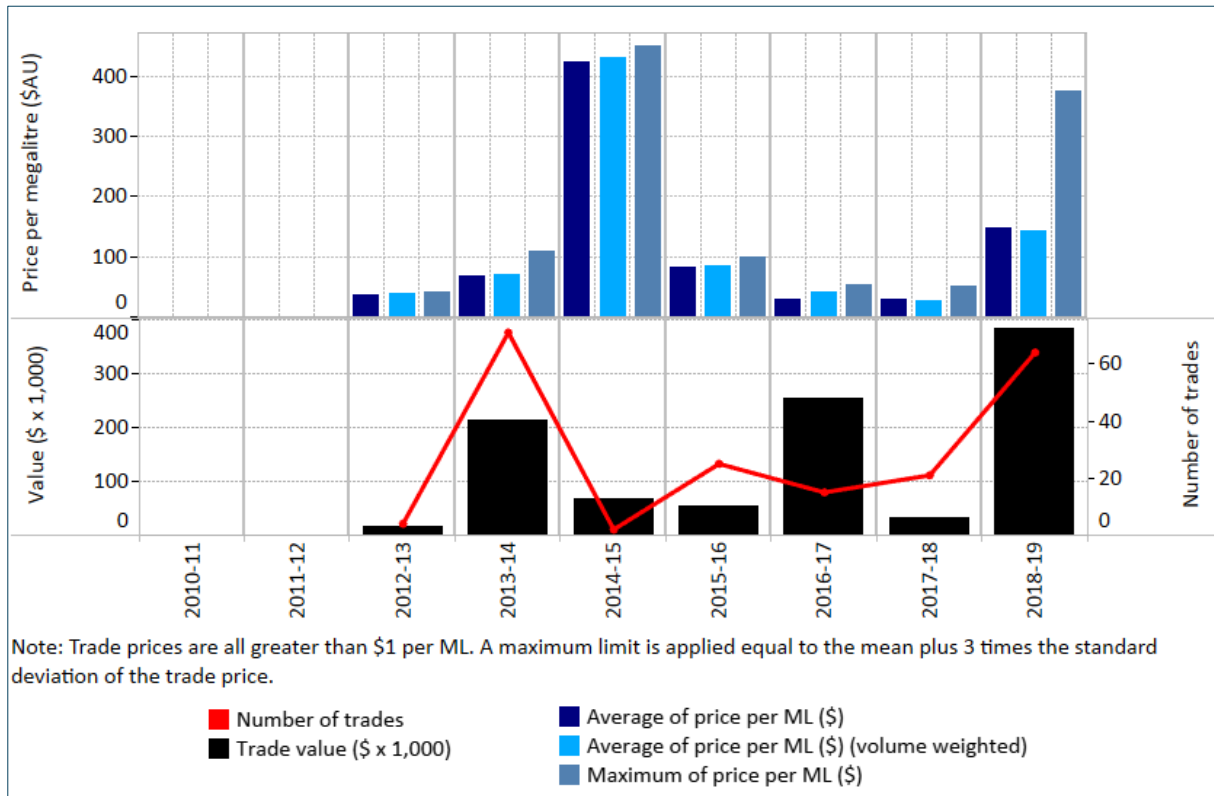 Price per megalitre ($AU)
400
300
200
100
0
Value ($ x 1,000)
400
300
200
100
0
60
40
20
0
Number of trades
2010-11
2011-12
2012-13
2013-14
2014-15
2015-16
2016-17
2017-18
2018-19
Note: Trade prices are all greater than $1 per ML. A maximum limit is applied equal to the mean plus 3 times the standard
deviation of the trade price.
Number of trades
Trade value ($ x 1,000)
Average of price per ML ($)
Average of price per ML ($) (volume weighted)
Maximum of price per ML ($)